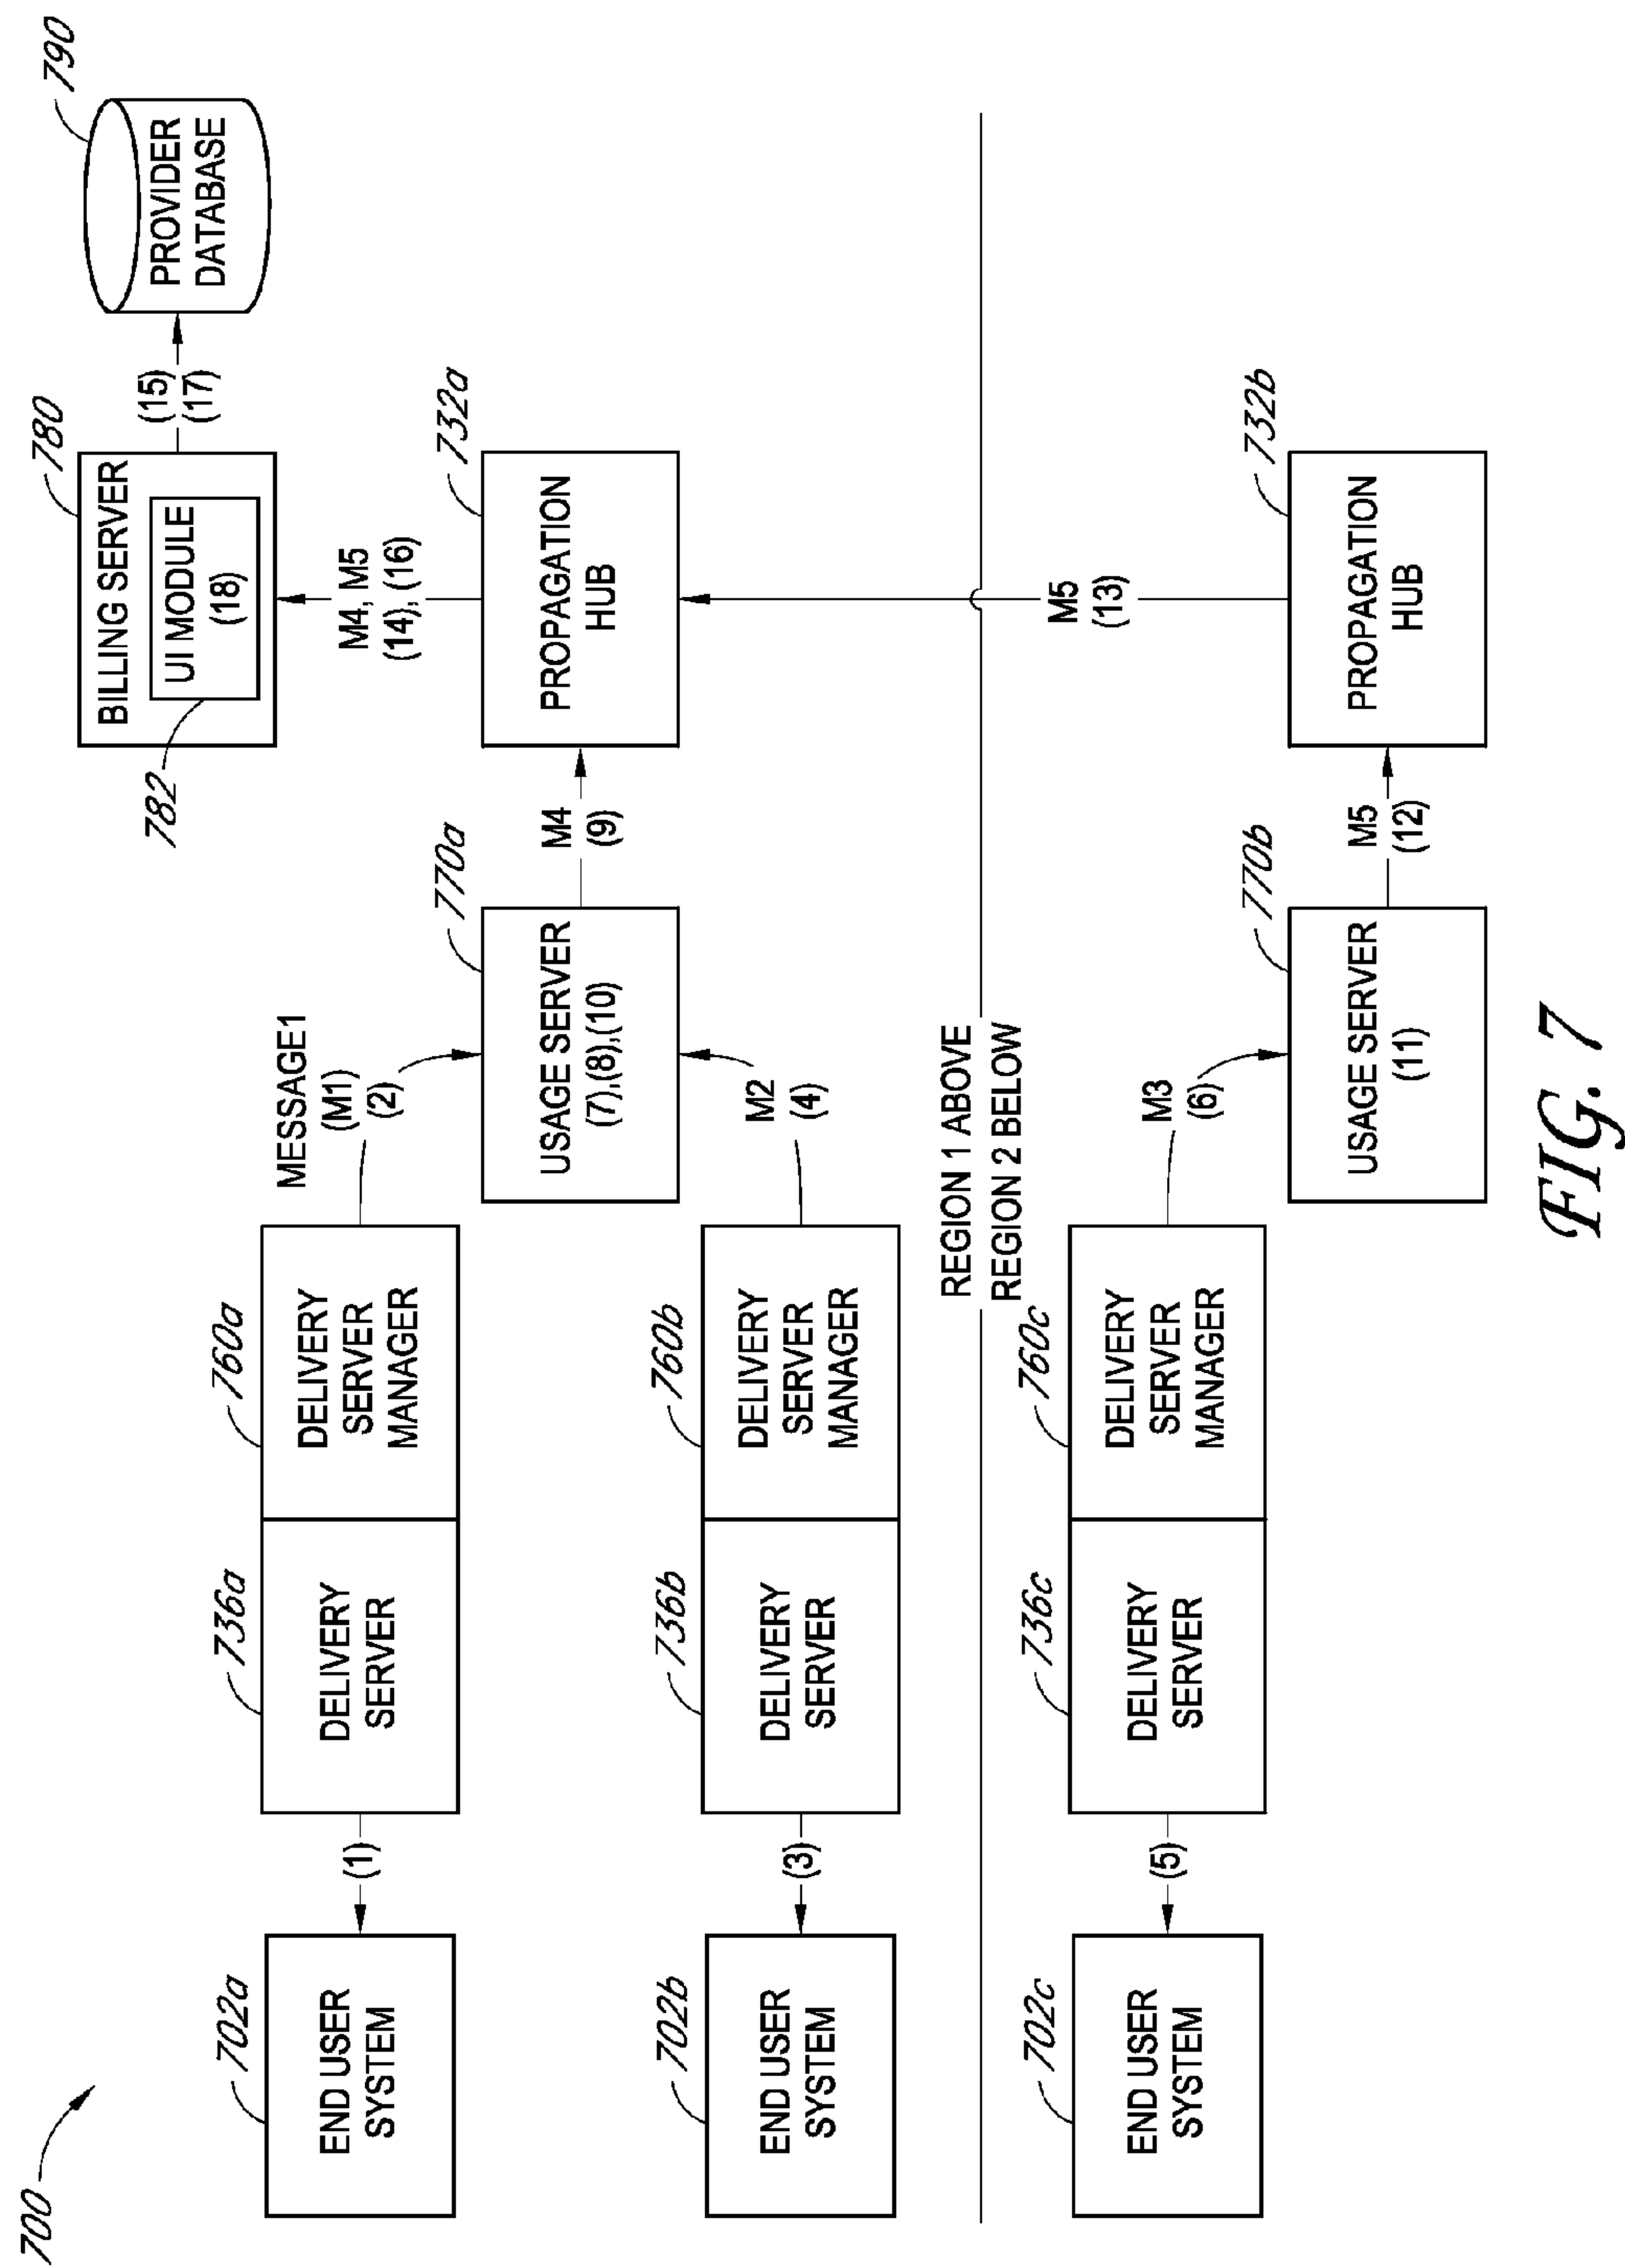 700
702a
END USER
SYSTEM
(1)
736a
DELIVERY
SERVER
760a
DELIVERY
SERVER
MANAGER
MESSAGE1
(M1)
(2)
702b
END USER
SYSTEM
(3)
736b
DELIVERY
SERVER
760b
DELIVERY
SERVER
MANAGER
M2
(4)
770a
USAGE SERVER
(7),(8),(10)
M4
(9)
732a
PROPAGATION
HUB
M4, M5
(14), (16)
780
BILLING SERVER
UI MODULE
(18)
782
(15)
(17)
790
PROVIDER
DATABASE
REGION 1 ABOVE
REGION 2 BELOW
702c
END USER
SYSTEM
(5)
736c
DELIVERY
SERVER
760c
DELIVERY
SERVER
MANAGER
M3
(6)
770b
USAGE SERVER
(11)
M5
(12)
732b
PROPAGATION
HUB
M5
(13)
FIG. 7